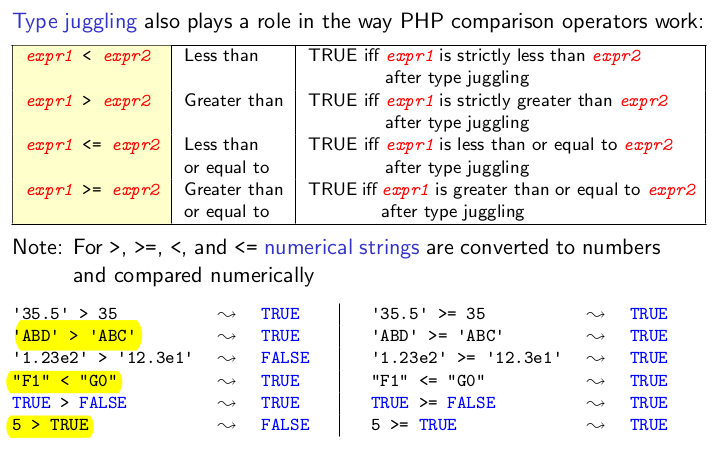 Type juggling also plays a role in the way PHP comparison operators work:
expr1 < expr2 Less than TRUE iff expr1 is strictly less than expr2
after type juggling
expr1 > expr2 Greater than TRUE iff expr1 is strictly greater than expr2
after type juggling
expr1 <= expr2 Less than TRUE iff expr1 is less than or equal to expr2
or equal to after type juggling
expr1 >= expr2 Greater than TRUE iff expr1 is greater than or equal to expr2
or equal to after type juggling
Note: For >, >=, <, and <= numerical strings are converted to numbers
and compared numerically
'35.5' > 35 ⤳ TRUE '35.5' >= 35 ⤳ TRUE
'ABD' > 'ABC' ⤳ TRUE 'ABD' >= 'ABC' ⤳ TRUE
'1.23e2' > '12.3e1' ⤳ FALSE '1.23e2' >= '12.3e1' ⤳ TRUE
"F1" < "G0" ⤳ TRUE "F1" <= "G0" ⤳ TRUE
TRUE > FALSE ⤳ TRUE TRUE >= FALSE ⤳ TRUE
5 > TRUE ⤳ FALSE 5 >= TRUE ⤳ TRUE